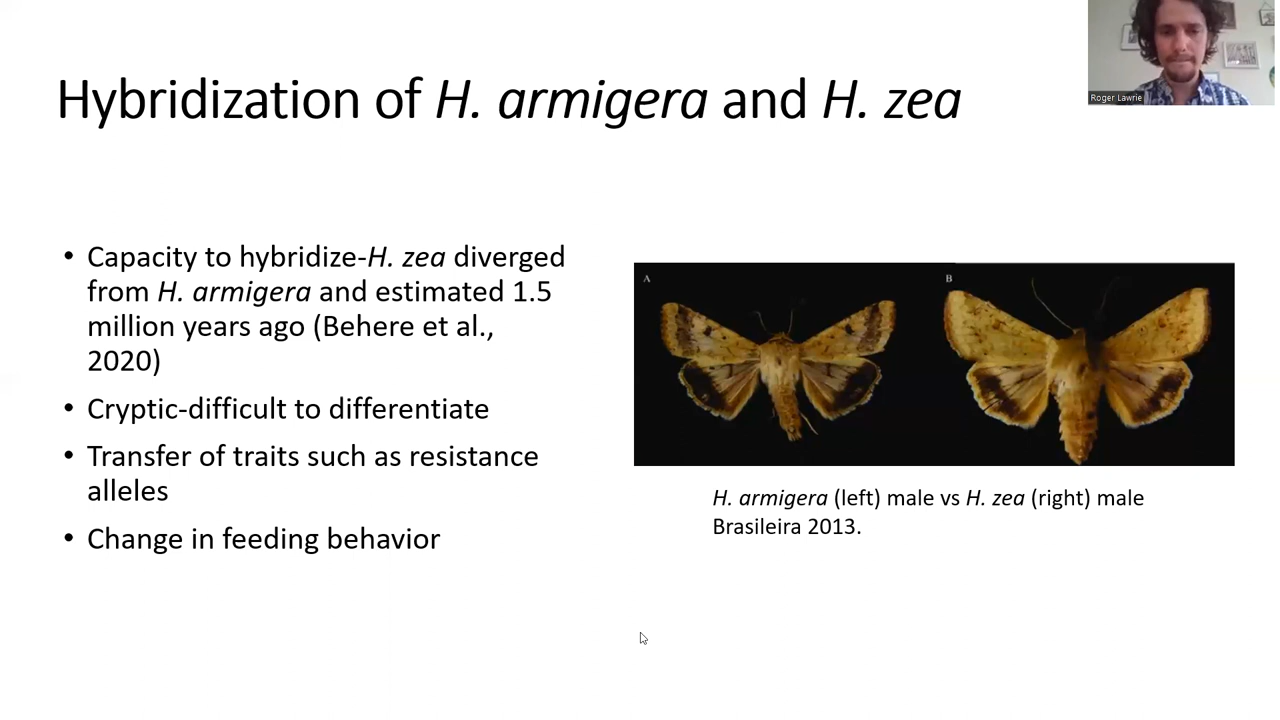 Hybridization of H. armigera and H. zea
Roger Lawrie
• Capacity to hybridize-H. zea diverged
from H. armigera and estimated 1.5
million years ago (Behere et al.,
2020)
• Cryptic-difficult to differentiate
• Transfer of traits such as resistance
alleles
• Change in feeding behavior
A
B
H. armigera (left) male vs H. zea (right) male
Brasileira 2013.